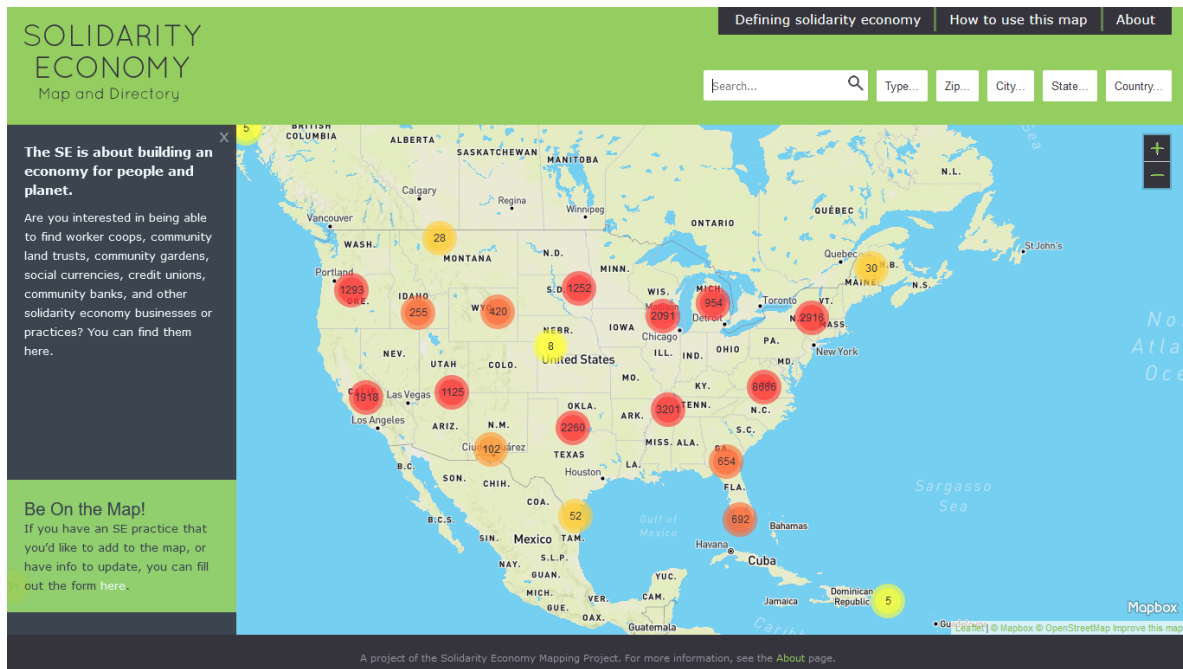 Defining solidarity economy
How to use this map
About
SOLIDARITY
ECONOMY
Map and Directory
Search...
Type...
Zip...
City...
State...
Country...
X
The SE is about building an
economy for people and
planet.
Are you interested in being able
to find worker coops, community
land trusts, community gardens,
social currencies, credit unions,
community banks, and other
solidarity economy businesses or
practices? You can find them
here.
Be On the Map!
If you have an SE practice that
you'd like to add to the map, or
have info to update, you can fill
out the form here.
5
BRITISH
COLUMBIA
ALBERTA
SASKATCHEWAN
MANITOBA
ONTARIO
QUÉBEC
N.L.
+
−
Calgary
Regina
Winnipeg
Vancouver
Quebec
St John's
N.B.
N.S.
WASH.
28
MONTANA
N.D.
MINN.
30
MAINE
Portland
1293
ORE.
IDAHO
255
420
S.D.
1252
WIS.
Madison
2091
MICH.
954
Detroit
Toronto
VT.
2916
MASS.
New York
NEBR.
8
IOWA
Chicago
United States
NEV.
UTAH
COLO.
ILL.
IND.
OHIO
PA.
MD.
MO.
KY.
8666
1918
Las Vegas
1125
Los Angeles
ARIZ.
N.M.
OKLA.
2260
ARK.
3201
TENN.
N.C.
S.C.
Ciudad Juárez
102
TEXAS
MISS.
ALA.
GA.
654
Houston
LA.
FLA.
B.C.
SON.
CHIH.
COA.
52
692
Bahamas
B.C.S.
SIN.
Mexico
TAM.
Gulf of
Mexico
Havana
Cuba
Sargasso
Sea
NAY.
S.L.P.
GUAN.
MICH.
VER.
GUE.
OAX.
YUC.
CAM.
Guatemala
Jamaica
Dominican
Republic
5
Mapbox
Leaflet | © Mapbox © OpenStreetMap Improve this map
A project of the Solidarity Economy Mapping Project. For more information, see the About page.